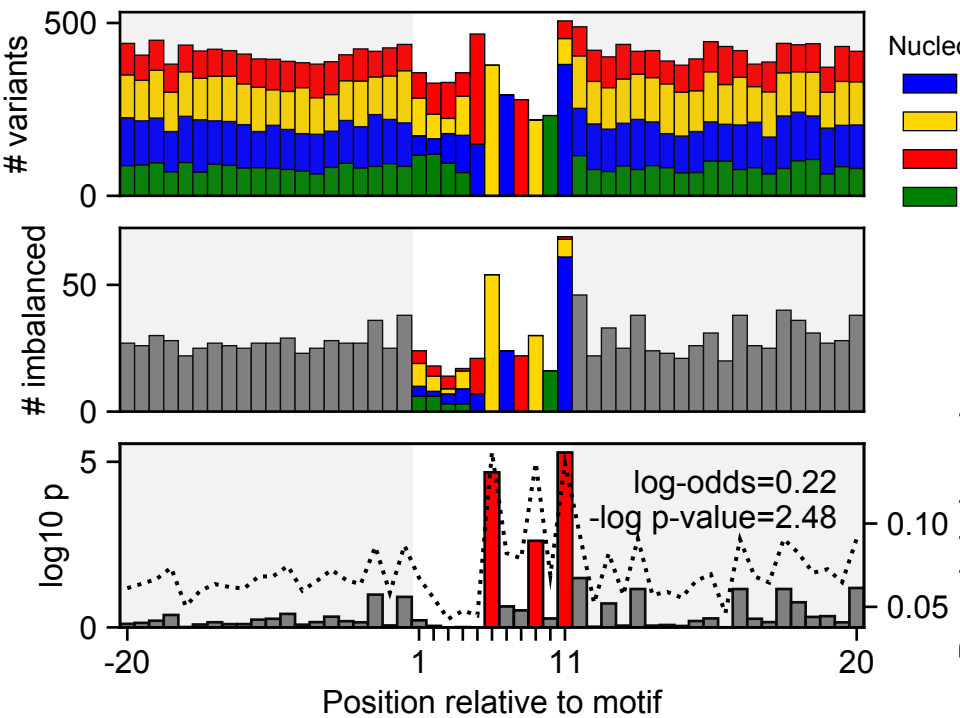 500
# variants
0
Nucleo
50
# imbalanced
0
5
log10 p
0
log-odds=0.22
-log p-value=2.48
0.10
0.05
-20
1
11
20
Position relative to motif